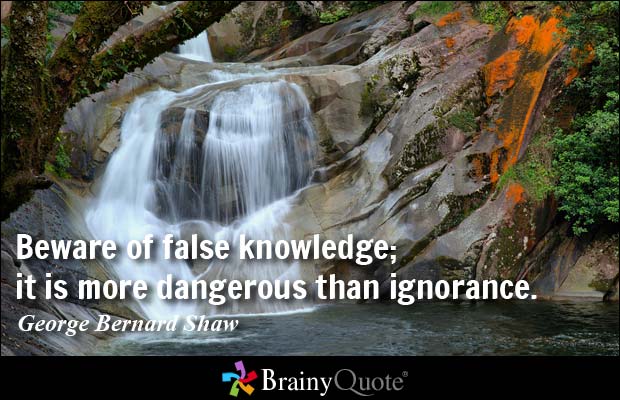 Beware of false knowledge;
it is more dangerous than ignorance.
George Bernard Shaw
BrainyQuote®